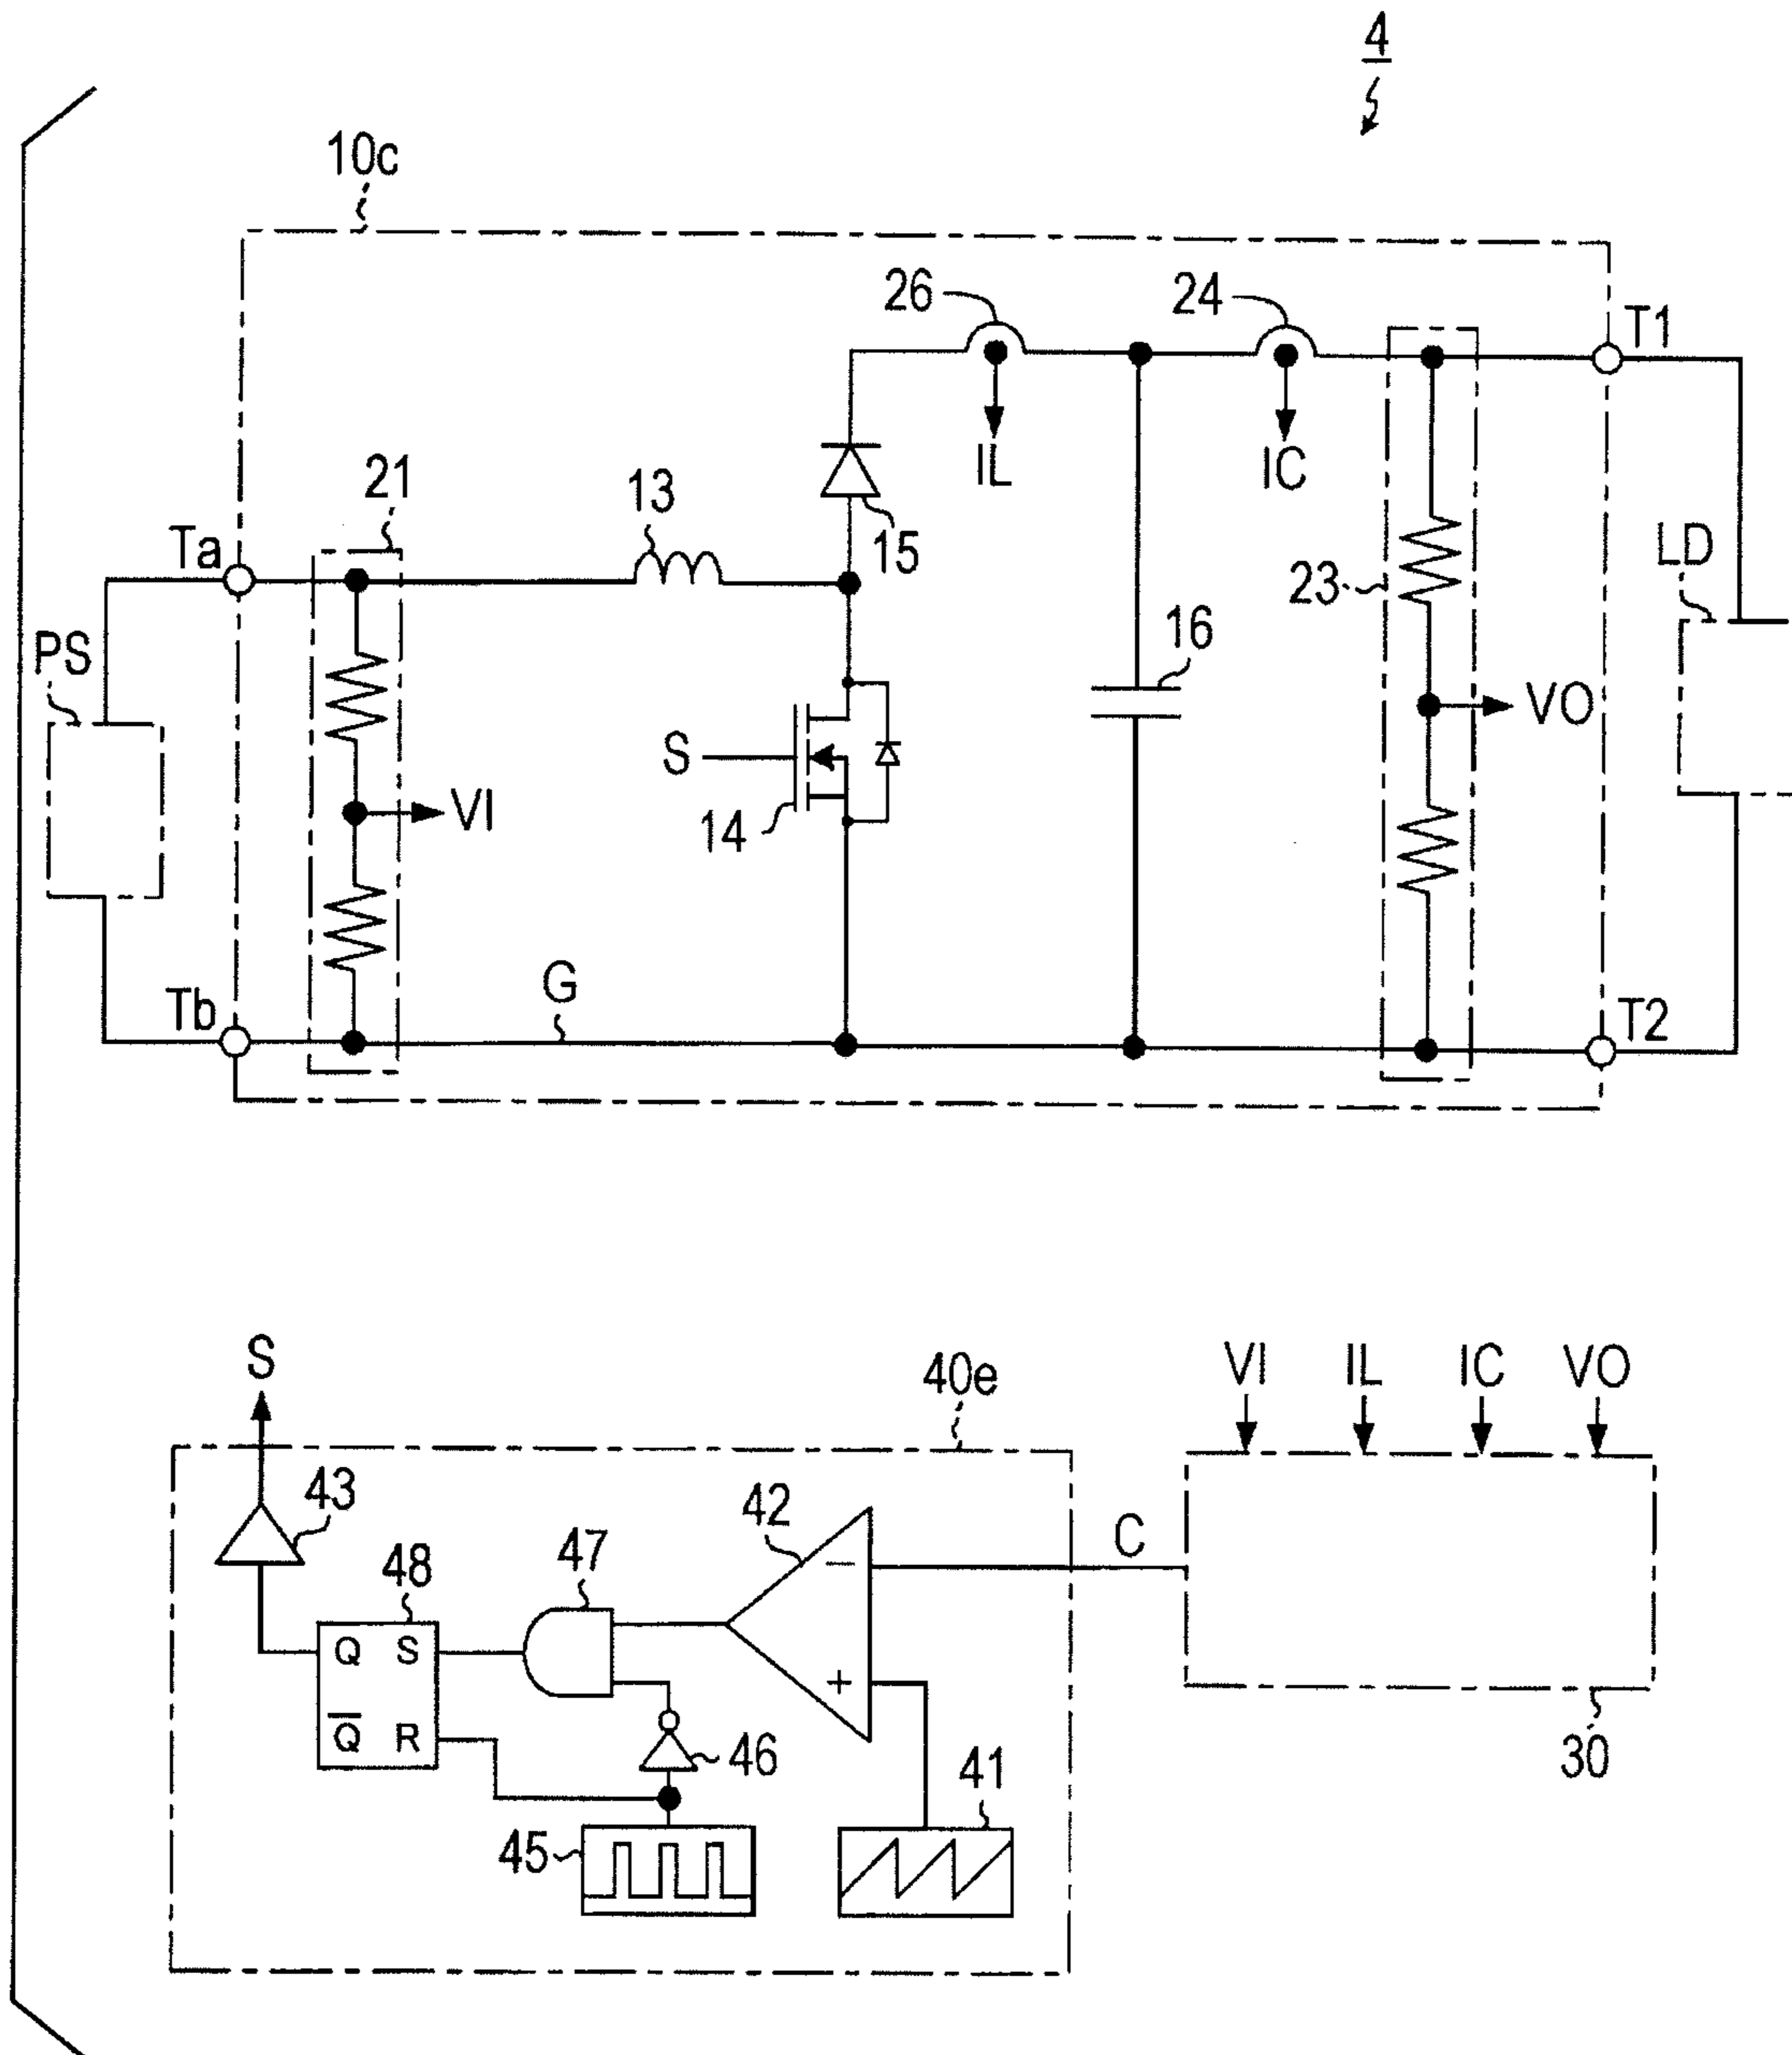 4
10c
26
24
T1
IL
IC
21
13
15
Ta
23
LD
PS
16
VO
S
VI
14
G
Tb
T2
S
40e
VI
IL
IC
VO
43
42
C
47
48
Q
S
−
+
Q̅
R
46
30
41
45